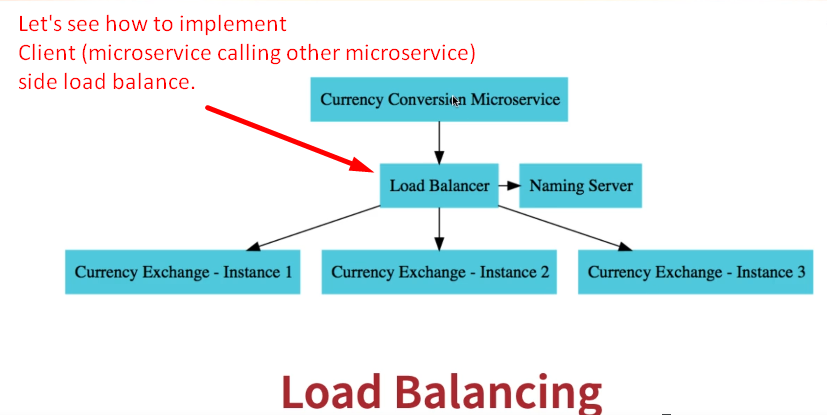 Let's see how to implement
Client (microservice calling other microservice)
side load balance.
Currency Conversion Microservice
Load Balancer
Naming Server
Currency Exchange - Instance 1
Currency Exchange - Instance 2
Currency Exchange - Instance 3
Load Balancing